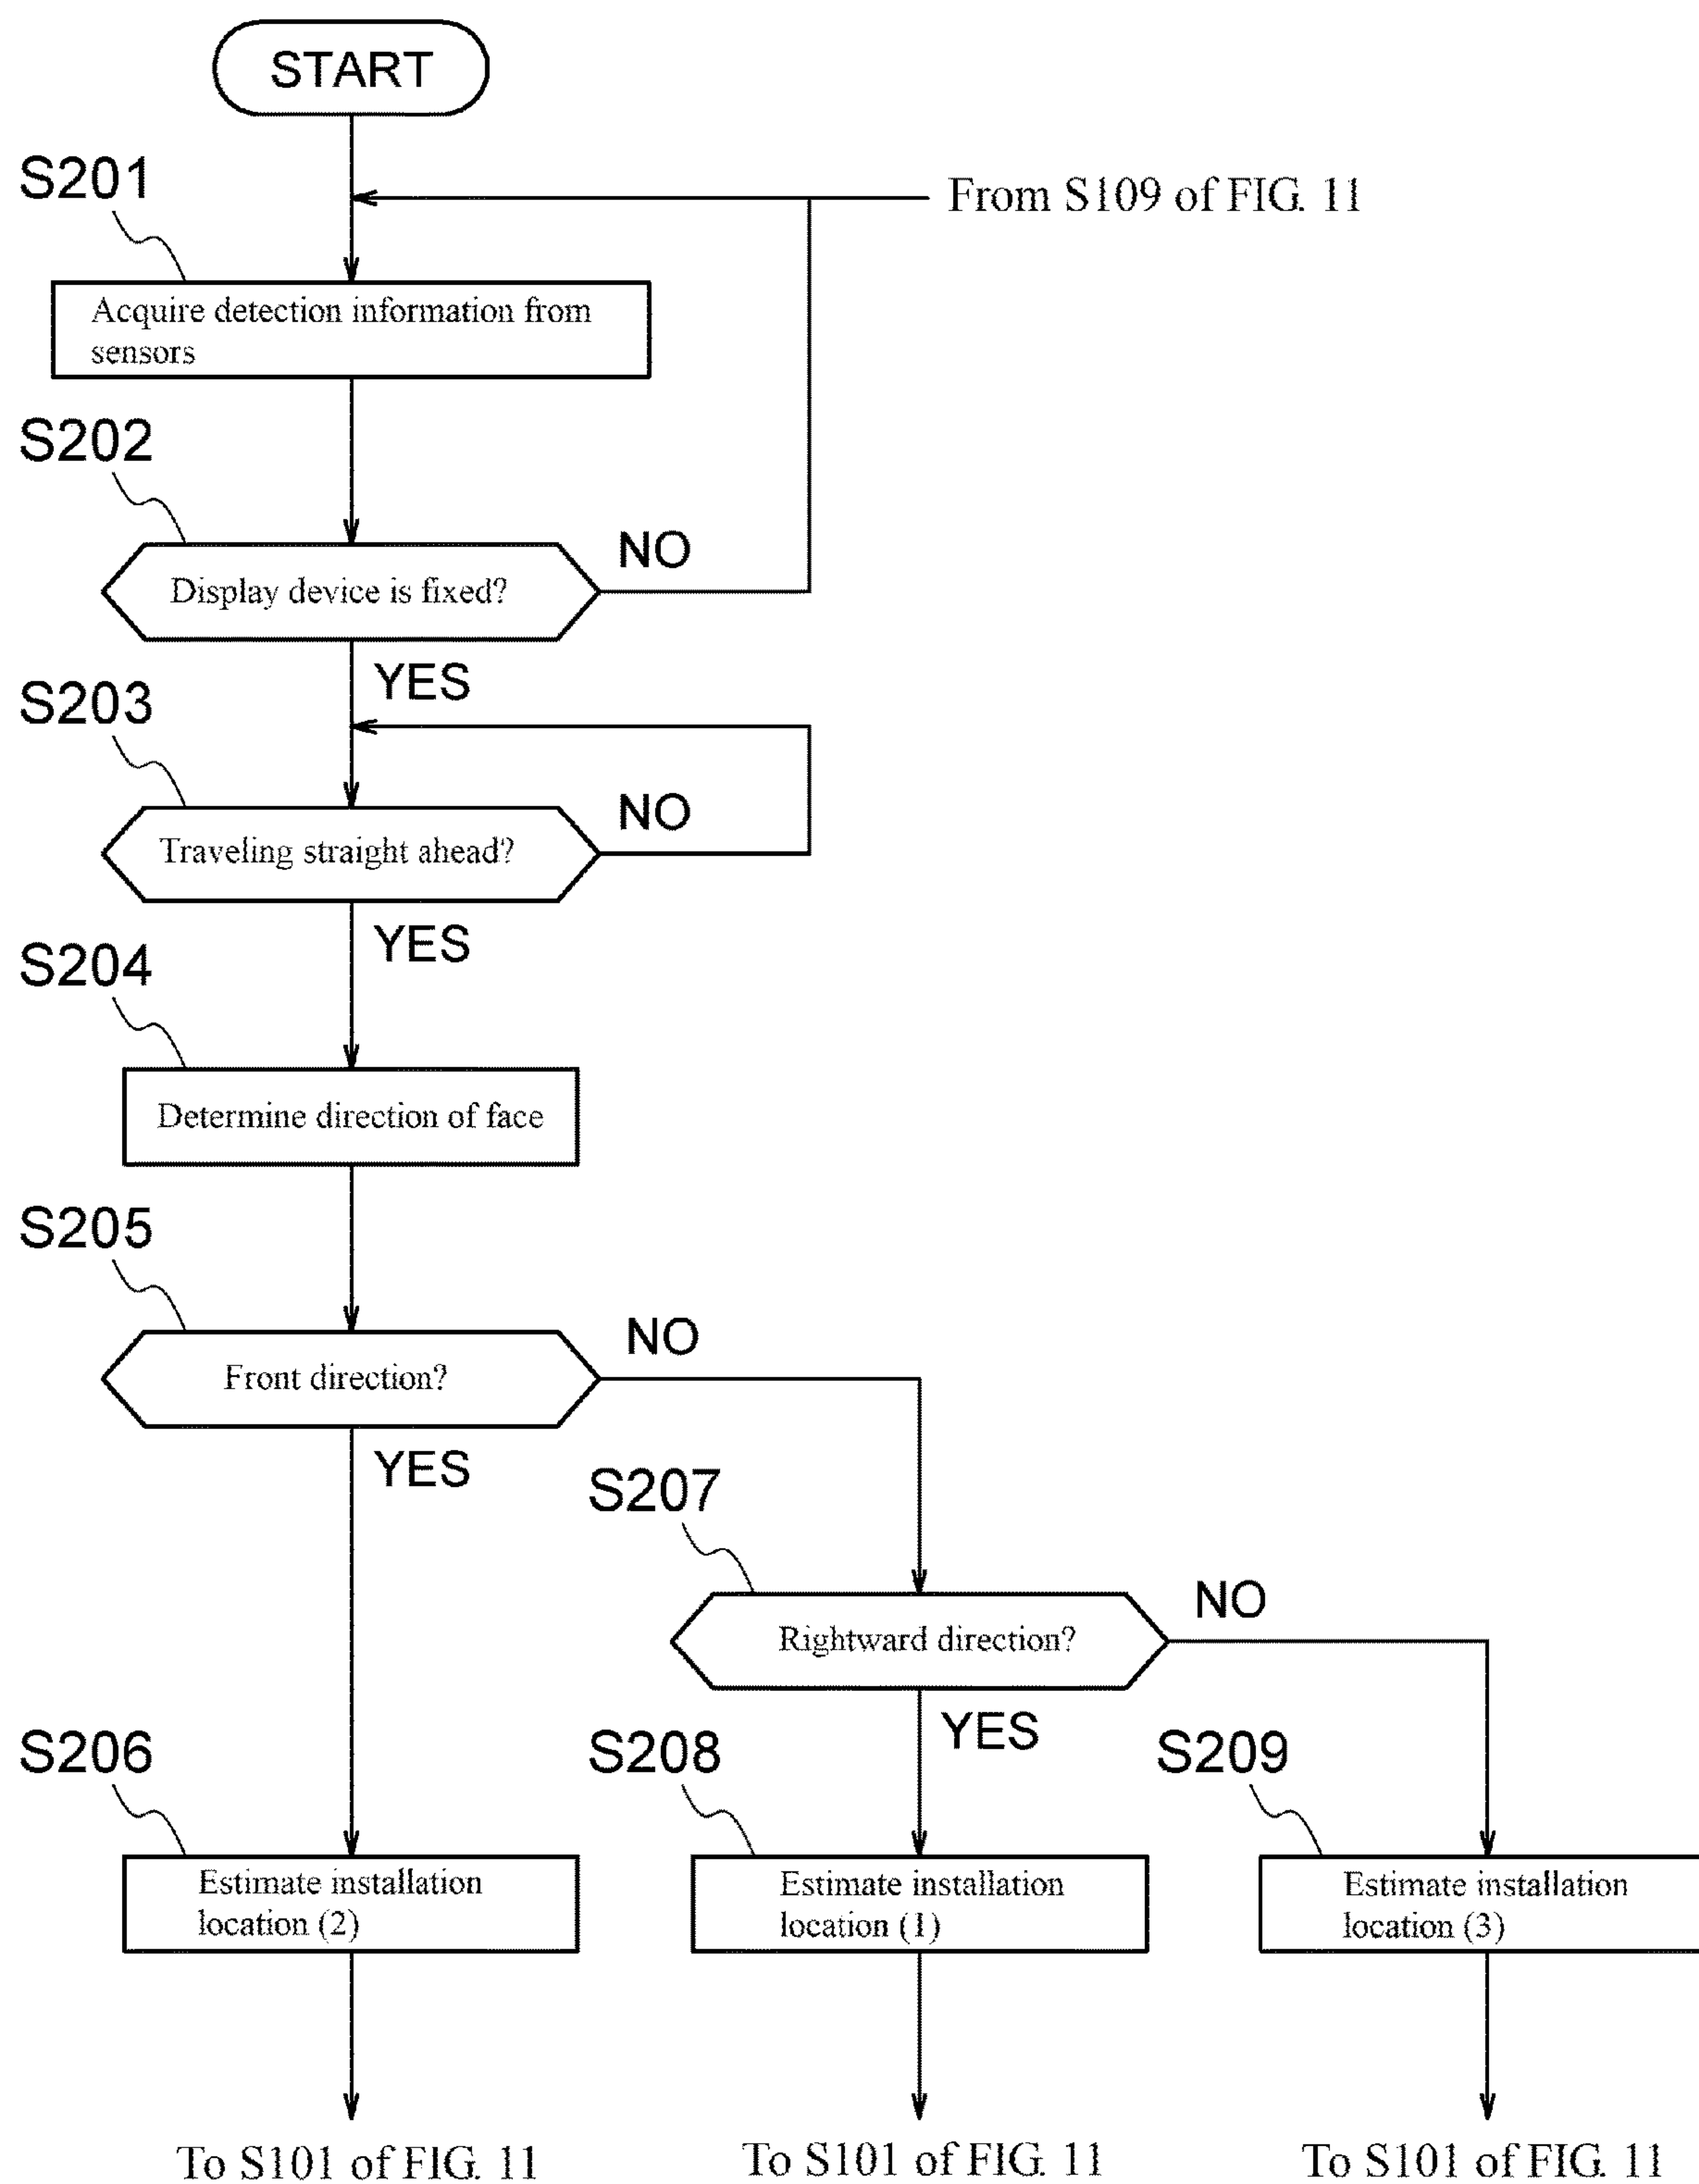 START
S201
From S109 of FIG. 11
Acquire detection information from
sensors
S202
NO
Display device is fixed?
YES
S203
NO
Traveling straight ahead?
YES
S204
Determine direction of face
S205
NO
Front direction?
YES
S207
NO
Rightward direction?
YES
S206
S208
S209
Estimate installation
location (2)
Estimate installation
location (1)
Estimate installation
location (3)
To S101 of FIG. 11
To S101 of FIG. 11
To S101 of FIG. 11